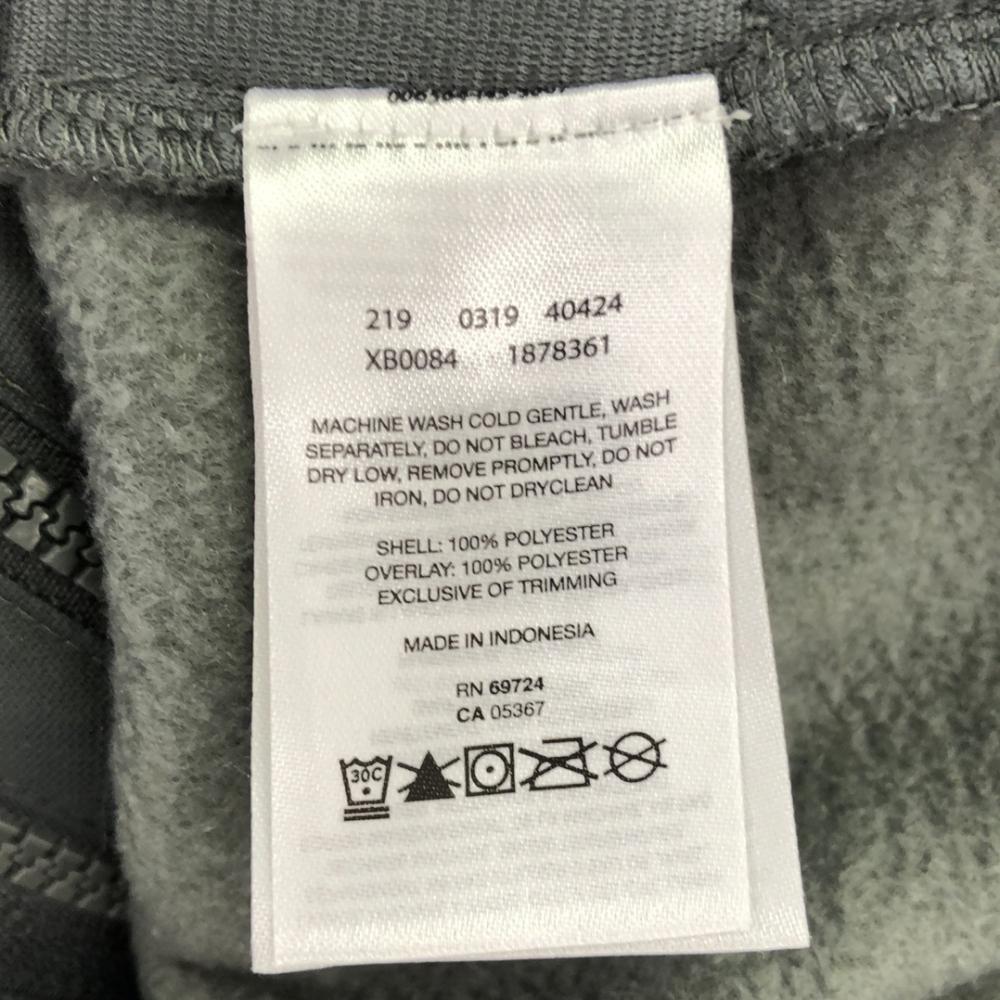 219 0319 40424
XB0084 1878361
MACHINE WASH COLD GENTLE, WASH
SEPARATELY, DO NOT BLEACH, TUMBLE
DRY LOW, REMOVE PROMPTLY, DO NOT
IRON, DO NOT DRYCLEAN
SHELL: 100% POLYESTER
OVERLAY: 100% POLYESTER
EXCLUSIVE OF TRIMMING
MADE IN INDONESIA
RN 69724
CA 05367
30C